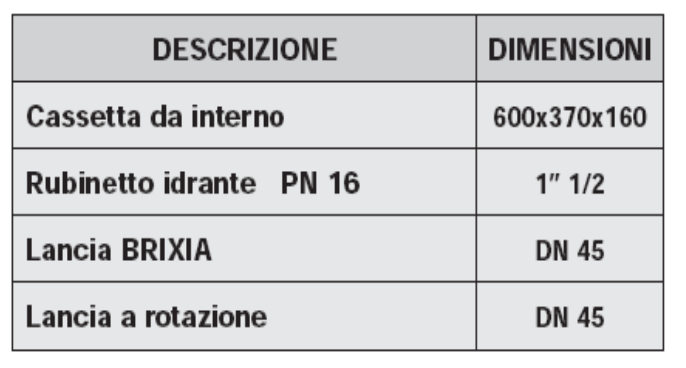 DESCRIZIONE DIMENSIONI
Cassetta da interno 600x370x160
Rubinetto idrante PN 16 1" 1/2
Lancia BRIXIA DN 45
Lancia a rotazione DN 45